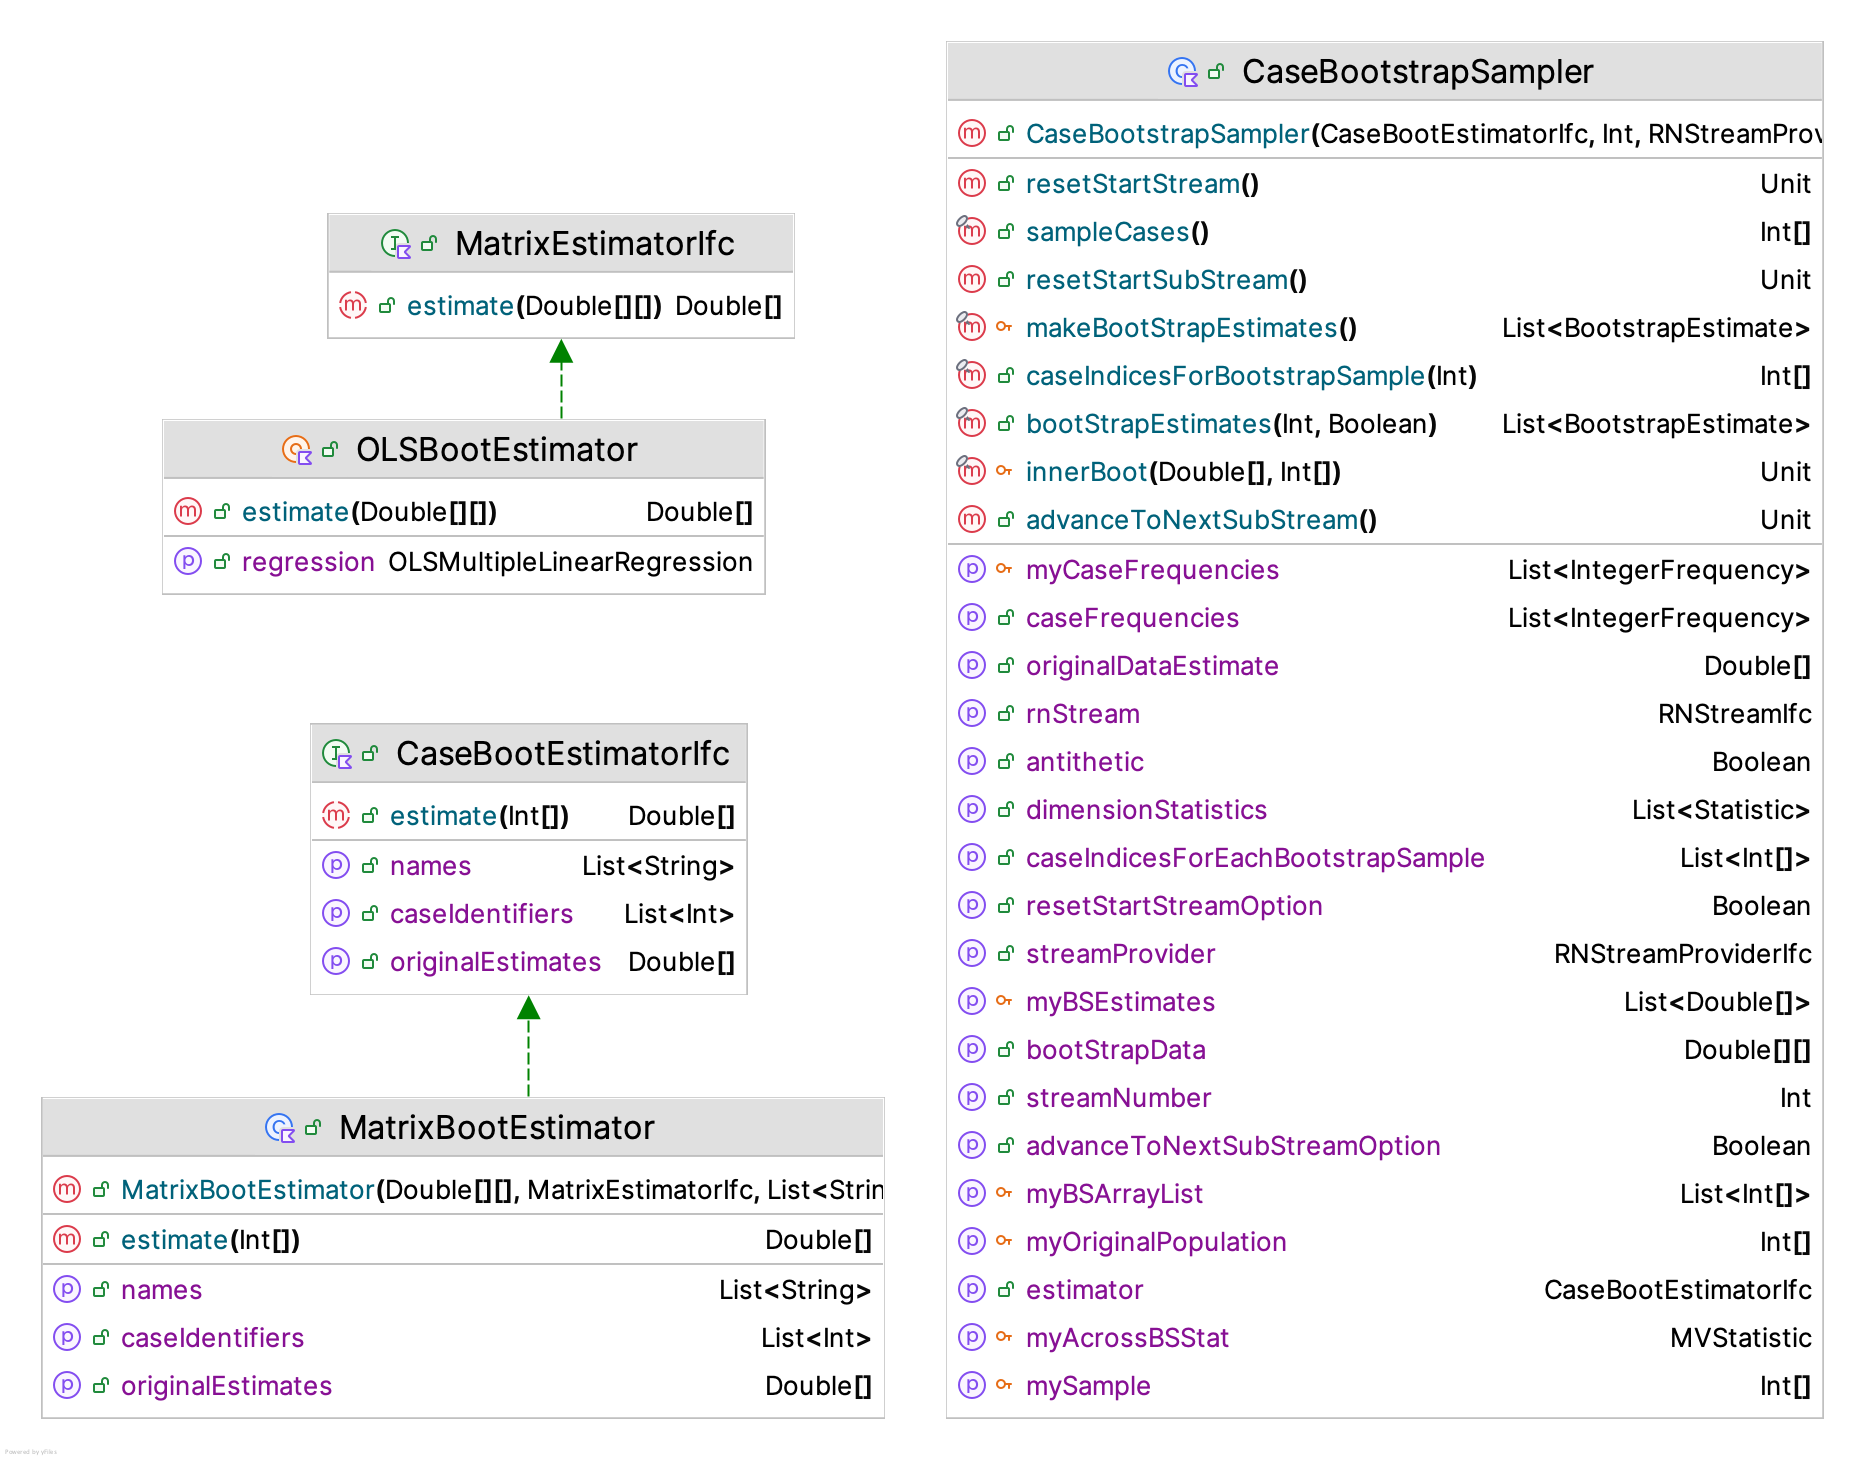 MatrixEstimatorIfc
estimate(Double[][]) Double[]
OLSBootEstimator
estimate(Double[][]) Double[]
regression OLSMultipleLinearRegression
CaseBootEstimatorIfc
estimate(Int[]) Double[]
names List<String>
caseIdentifiers List<Int>
originalEstimates Double[]
MatrixBootEstimator
MatrixBootEstimator(Double[][], MatrixEstimatorIfc, List<Strin
estimate(Int[]) Double[]
names List<String>
caseIdentifiers List<Int>
originalEstimates Double[]
CaseBootstrapSampler
CaseBootstrapSampler(CaseBootEstimatorIfc, Int, RNStreamProv
resetStartStream() Unit
sampleCases() Int[]
resetStartSubStream() Unit
makeBootStrapEstimates() List<BootstrapEstimate>
caseIndicesForBootstrapSample(Int) Int[]
bootStrapEstimates(Int, Boolean) List<BootstrapEstimate>
innerBoot(Double[], Int[]) Unit
advanceToNextSubStream() Unit
myCaseFrequencies List<IntegerFrequency>
caseFrequencies List<IntegerFrequency>
originalDataEstimate Double[]
rnStream RNStreamIfc
antithetic Boolean
dimensionStatistics List<Statistic>
caseIndicesForEachBootstrapSample List<Int[]>
resetStartStreamOption Boolean
streamProvider RNStreamProviderIfc
myBSEstimates List<Double[]>
bootStrapData Double[][]
streamNumber Int
advanceToNextSubStreamOption Boolean
myBSArrayList List<Int[]>
myOriginalPopulation Int[]
estimator CaseBootEstimatorIfc
myAcrossBSStat MVStatistic
mySample Int[]
Powered by yFiles